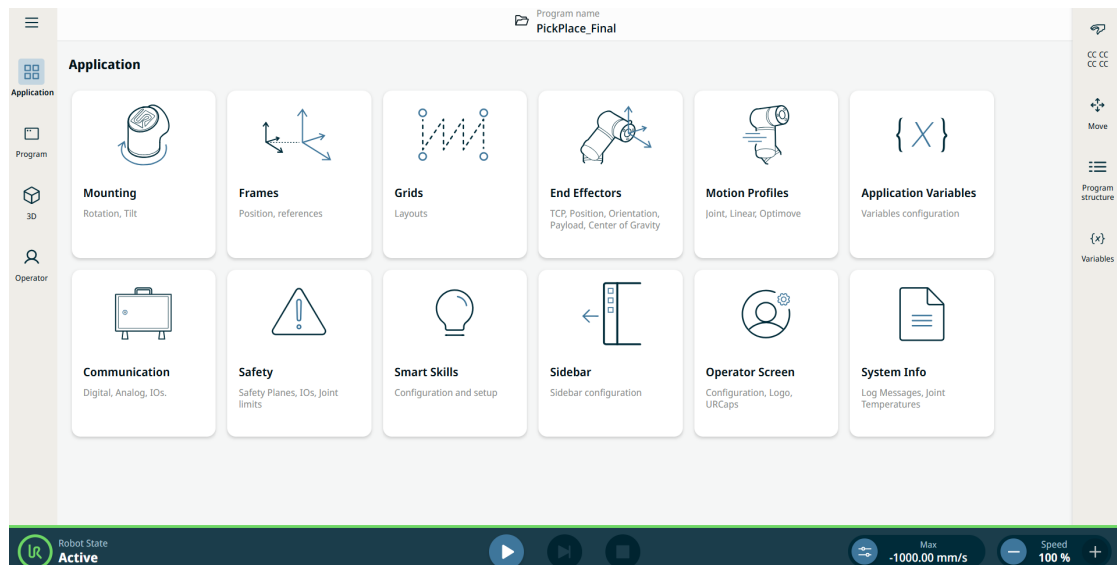 Program name
PickPlace_Final
Application
Program
3D
Operator
Application
Mounting
Rotation, Tilt
Frames
Position, references
Grids
Layouts
End Effectors
TCP, Position, Orientation,
Payload, Center of Gravity
Motion Profiles
Joint, Linear, Optimove
{X}
Application Variables
Variables configuration
Communication
Digital, Analog, IOs.
Safety
Safety Planes, IOs, Joint
limits
Smart Skills
Configuration and setup
Sidebar
Sidebar configuration
Operator Screen
Configuration, Logo,
URCaps
System Info
Log Messages, Joint
Temperatures
CC CC
CC CC
Move
Program
structure
{x}
Variables
UR
Robot State
Active
Max
-1000.00 mm/s
Speed
100 %